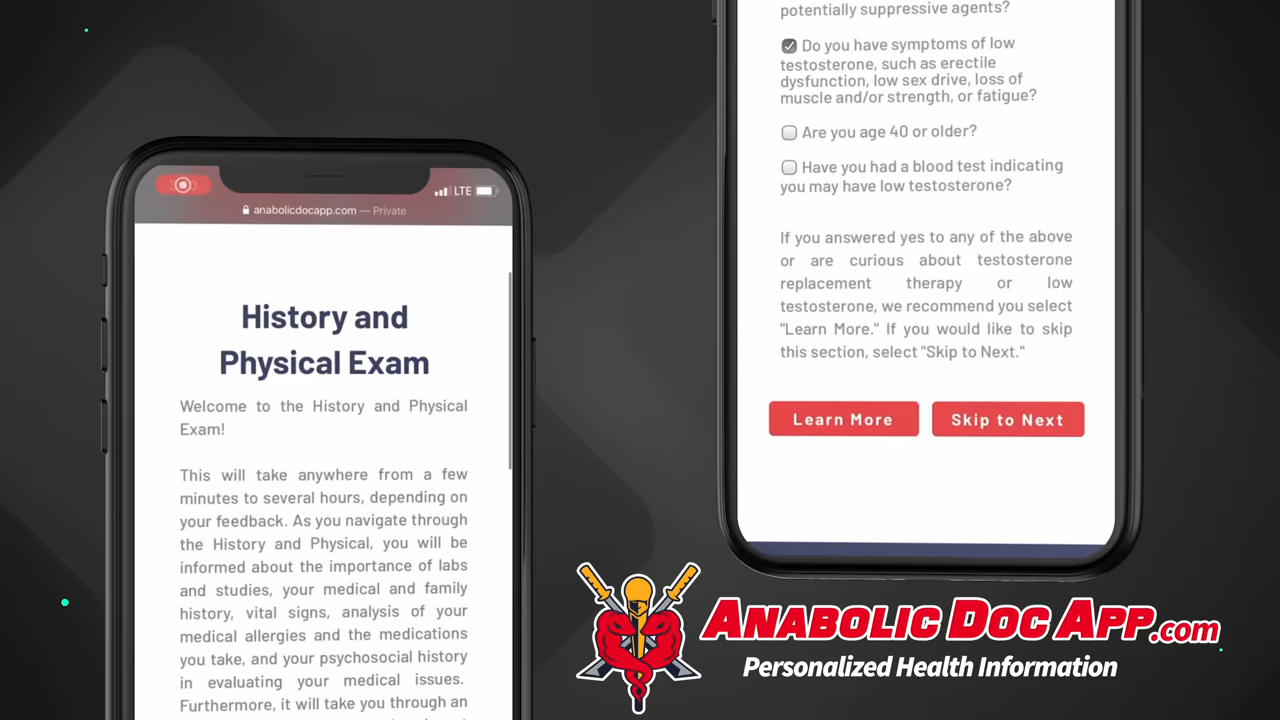 LTE
anabolicdocapp.com — Private
History and
Physical Exam
Welcome to the History and Physical
Exam!
This will take anywhere from a few
minutes to several hours, depending on
your feedback. As you navigate through
the History and Physical, you will be
informed about the importance of labs
and studies, your medical and family
history, vital signs, analysis of your
medical allergies and the medications
you take, and your psychosocial history
in evaluating your medical issues.
Furthermore, it will take you through an
potentially suppressive agents?
Do you have symptoms of low
testosterone, such as erectile
dysfunction, low sex drive, loss of
muscle and/or strength, or fatigue?
Are you age 40 or older?
Have you had a blood test indicating
you may have low testosterone?
If you answered yes to any of the above
or are curious about testosterone
replacement therapy or low
testosterone, we recommend you select
"Learn More." If you would like to skip
this section, select "Skip to Next."
Learn More
Skip to Next
ANABOLIC DOC APP.com
Personalized Health Information